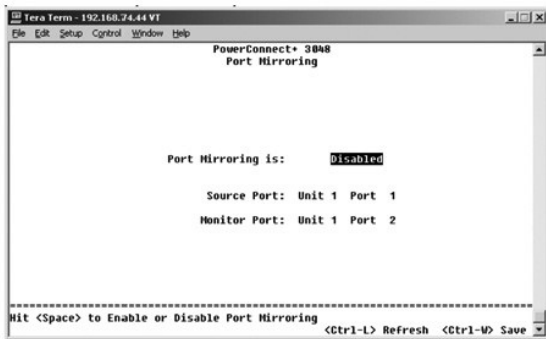 Tera Term - 192.168.74.44 VT
File Edit Setup Control Window Help
PowerConnect+ 3048
Port Mirroring
Port Mirroring is: Disabled
Source Port: Unit 1 Port 1
Monitor Port: Unit 1 Port 2
Hit <Space> to Enable or Disable Port Mirroring
<Ctrl-L> Refresh <Ctrl-W> Save